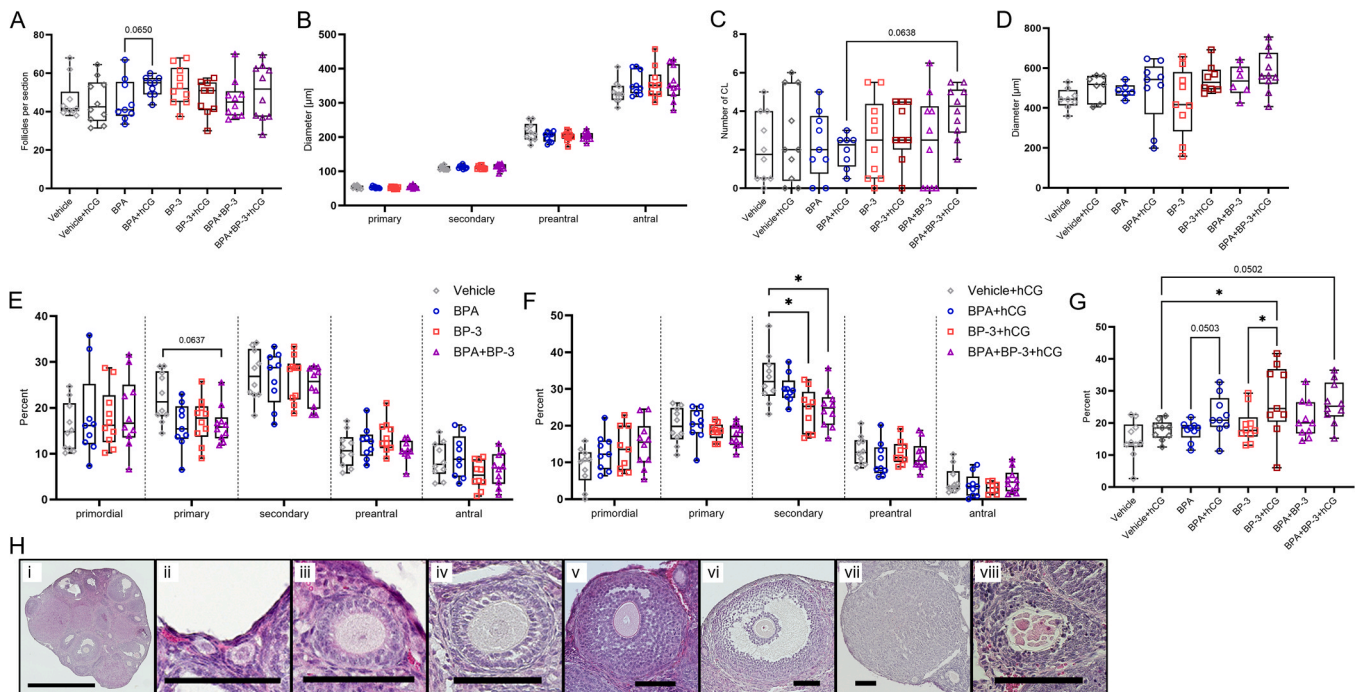 A
B
C
D
0.0650
Follicles per section
80
60
40
20
0
Vehicle
Vehicle+hCG
BPA
BPA+hCG
BP-3
BP-3+hCG
BPA+BP-3
BPA+BP-3+hCG
Diameter [µm]
500
400
300
200
100
50
0
primary
secondary
preantral
antral
0.0638
Number of CL
8
6
4
2
0
Vehicle
Vehicle+hCG
BPA
BPA+hCG
BP-3
BP-3+hCG
BPA+BP-3
BPA+BP-3+hCG
Diameter [µm]
800
600
400
200
0
Vehicle
Vehicle+hCG
BPA
BPA+hCG
BP-3
BP-3+hCG
BPA+BP-3
BPA+BP-3+hCG
E
Vehicle
BPA
BP-3
BPA+BP-3
0.0637
Percent
40
30
20
10
0
primordial
primary
secondary
preantral
antral
F
*
*
Vehicle+hCG
BPA+hCG
BP-3+hCG
BPA+BP-3+hCG
Percent
50
40
30
20
10
0
primordial
primary
secondary
preantral
antral
G
0.0502
*
0.0503
*
Percent
50
40
30
20
10
0
Vehicle
Vehicle+hCG
BPA
BPA+hCG
BP-3
BP-3+hCG
BPA+BP-3
BPA+BP-3+hCG
H
i
ii
iii
iv
v
vi
vii
viii